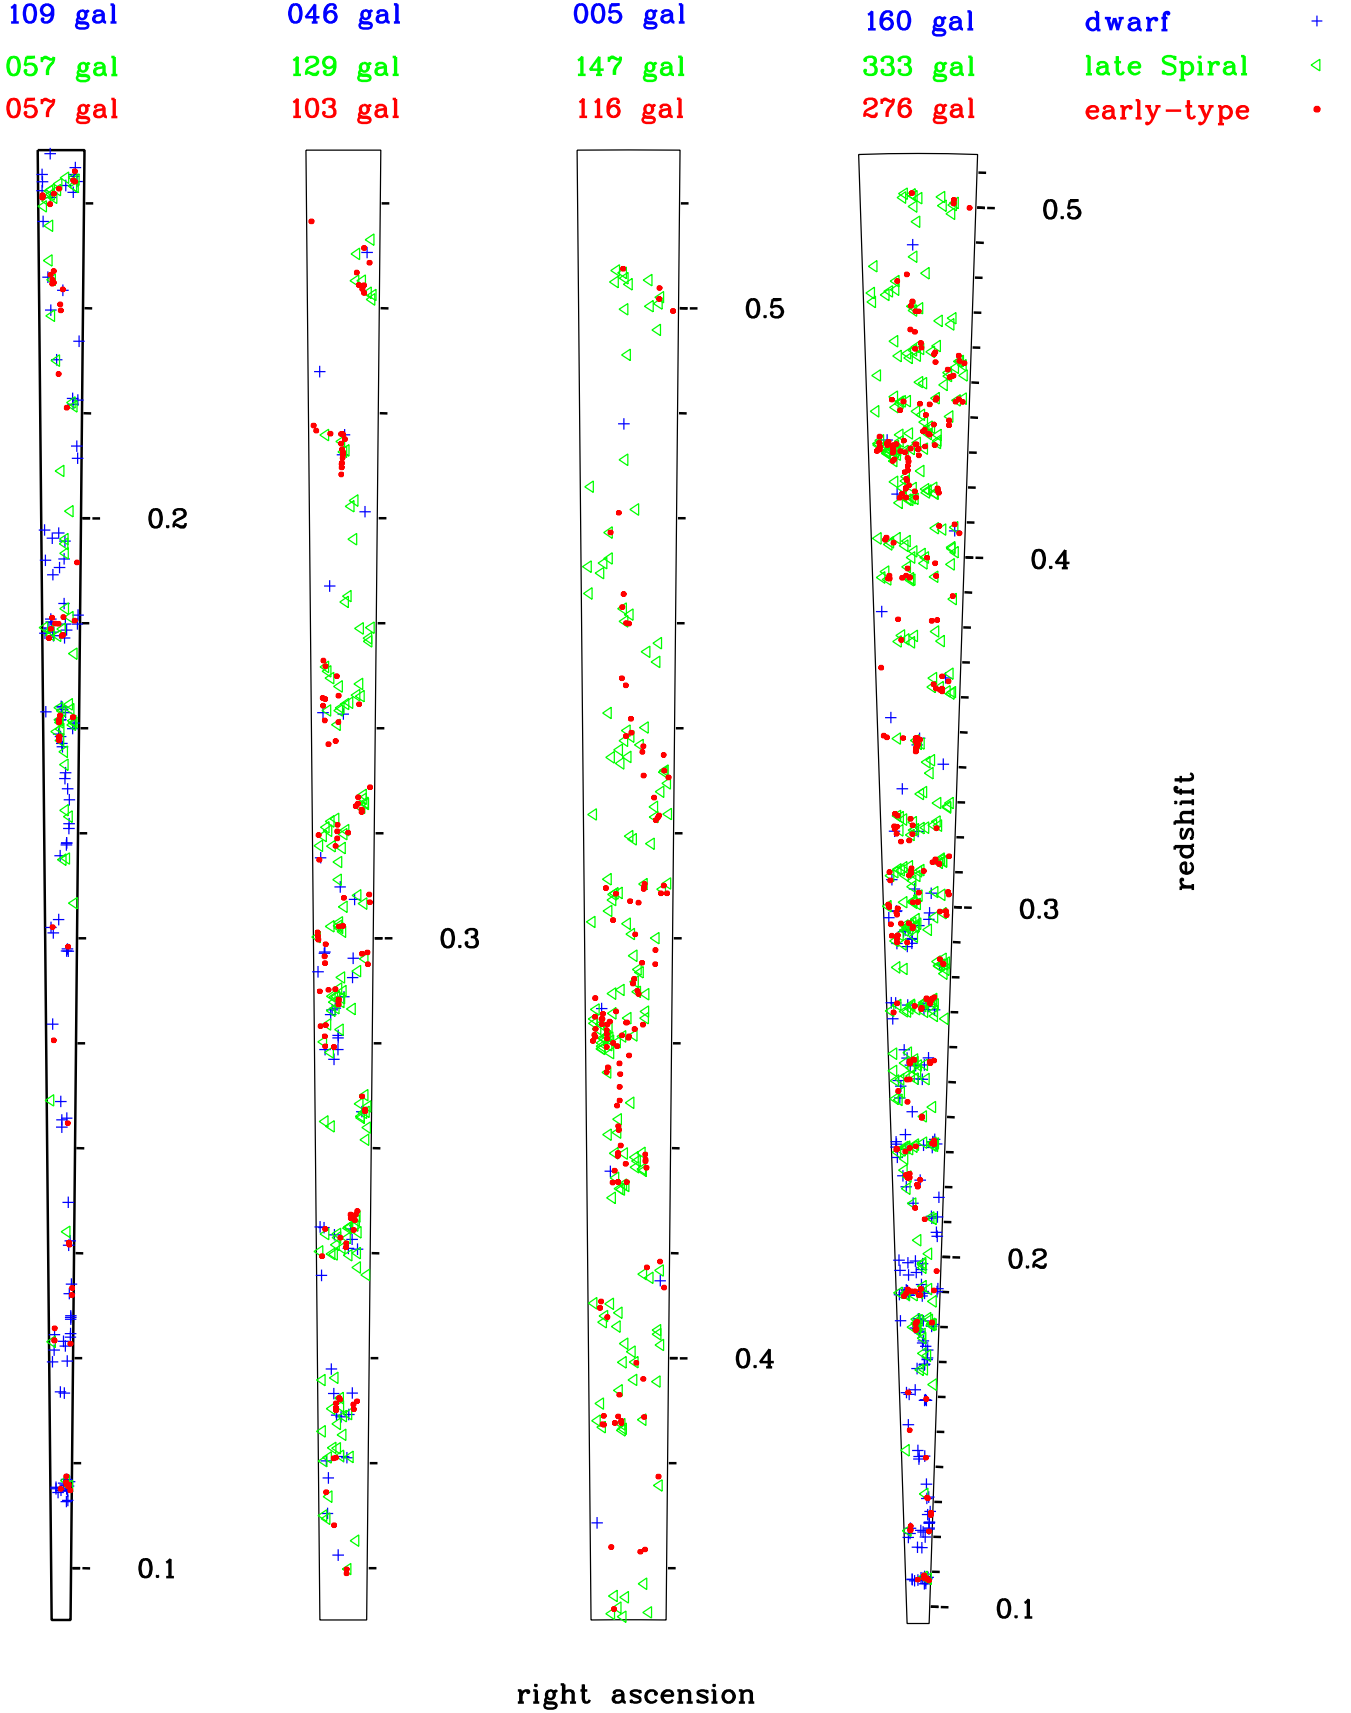 109 gal 046 gal 005 gal 160 gal dwarf
057 gal 129 gal 147 gal 333 gal late Spiral
057 gal 103 gal 116 gal 276 gal early-type
0.5
0.5
0.2
0.4
0.3
0.3
redshift
0.2
0.4
0.1
0.1
right ascension